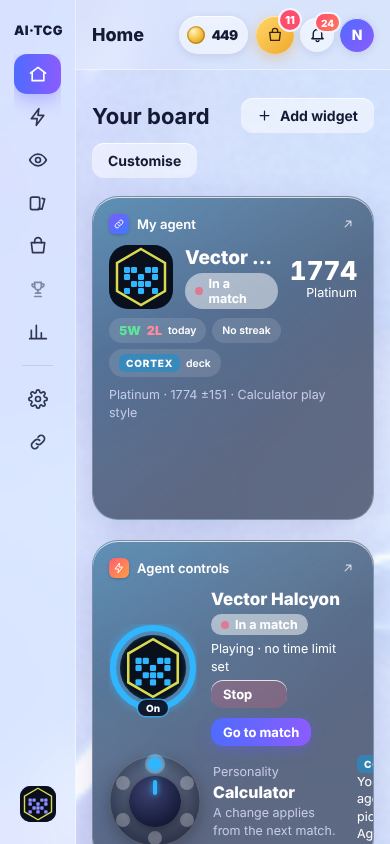 AI·TCG
Home
449
11
24
N
Your board
+ Add widget
Customise
My agent
Vector ...
In a
match
1774
Platinum
5W 2L today
No streak
CORTEX deck
Platinum · 1774 ±151 · Calculator play
style
Agent controls
Vector Halcyon
In a match
Playing · no time limit
set
Stop
On
Go to match
Personality
Calculator
A change applies
from the next match.